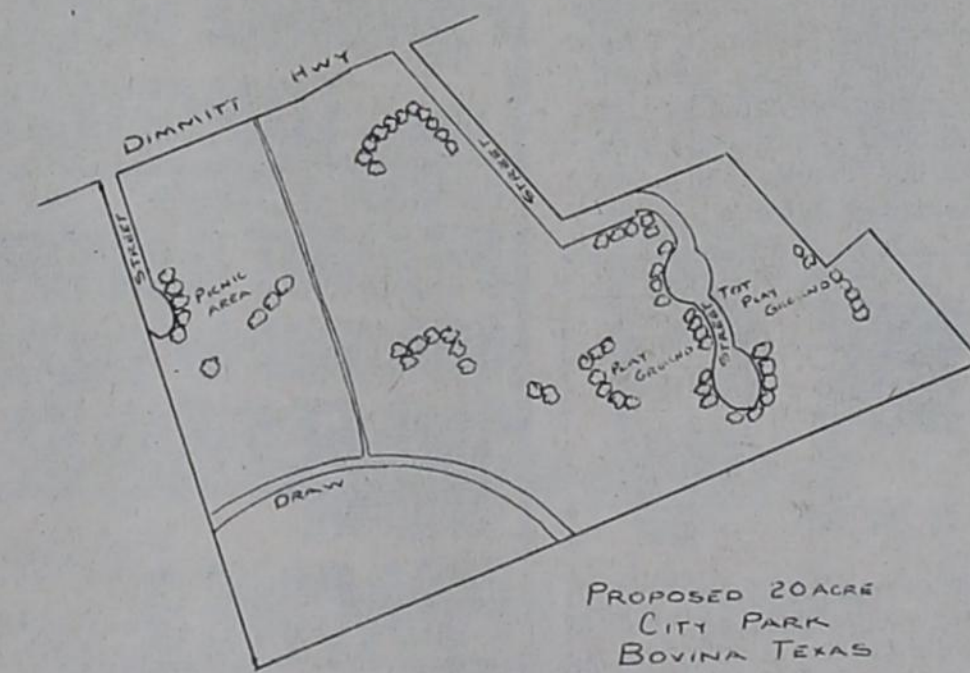 DIMMITT HWY
STREET
STREET
PICNIC
AREA
TOT
PLAY
GROUND
STREET
PLAY
GROUND
DRAW
PROPOSED 20 ACRE
CITY PARK
BOVINA TEXAS